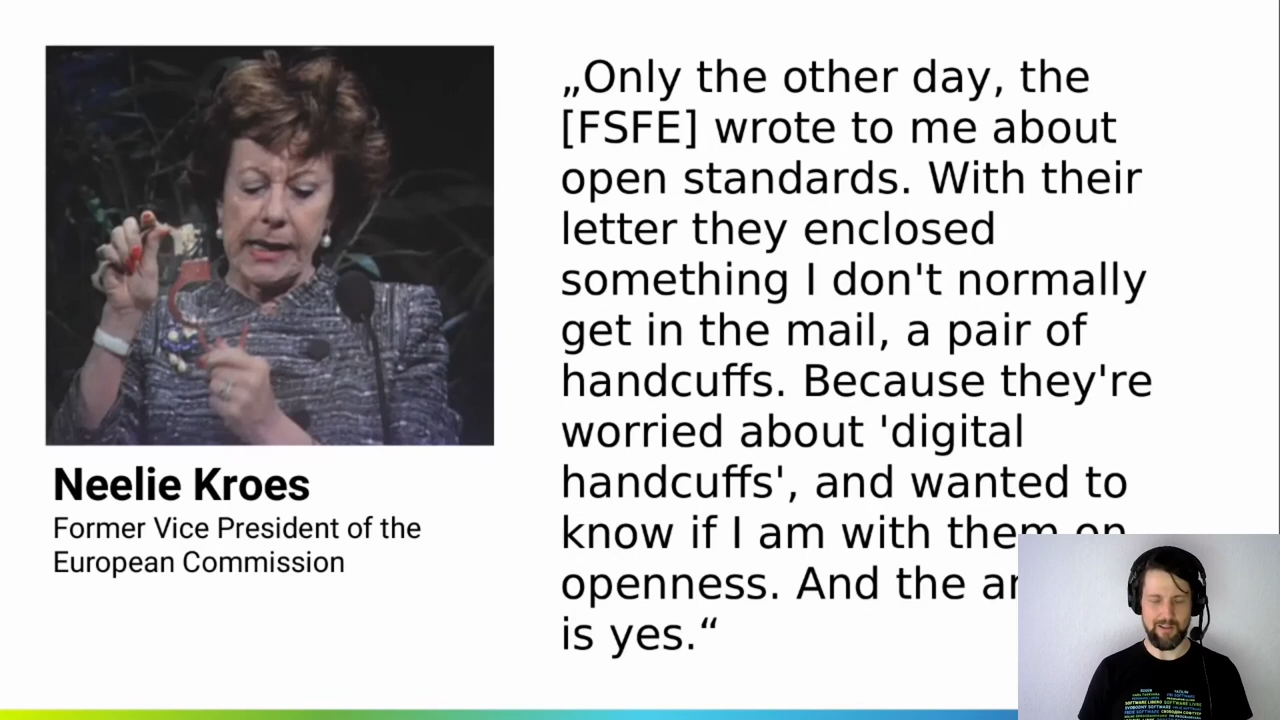 „Only the other day, the
[FSFE] wrote to me about
open standards. With their
letter they enclosed
something I don't normally
get in the mail, a pair of
handcuffs. Because they're
worried about 'digital
handcuffs', and wanted to
know if I am with them on
openness. And the
is yes.“
Neelie Kroes
Former Vice President of the
European Commission